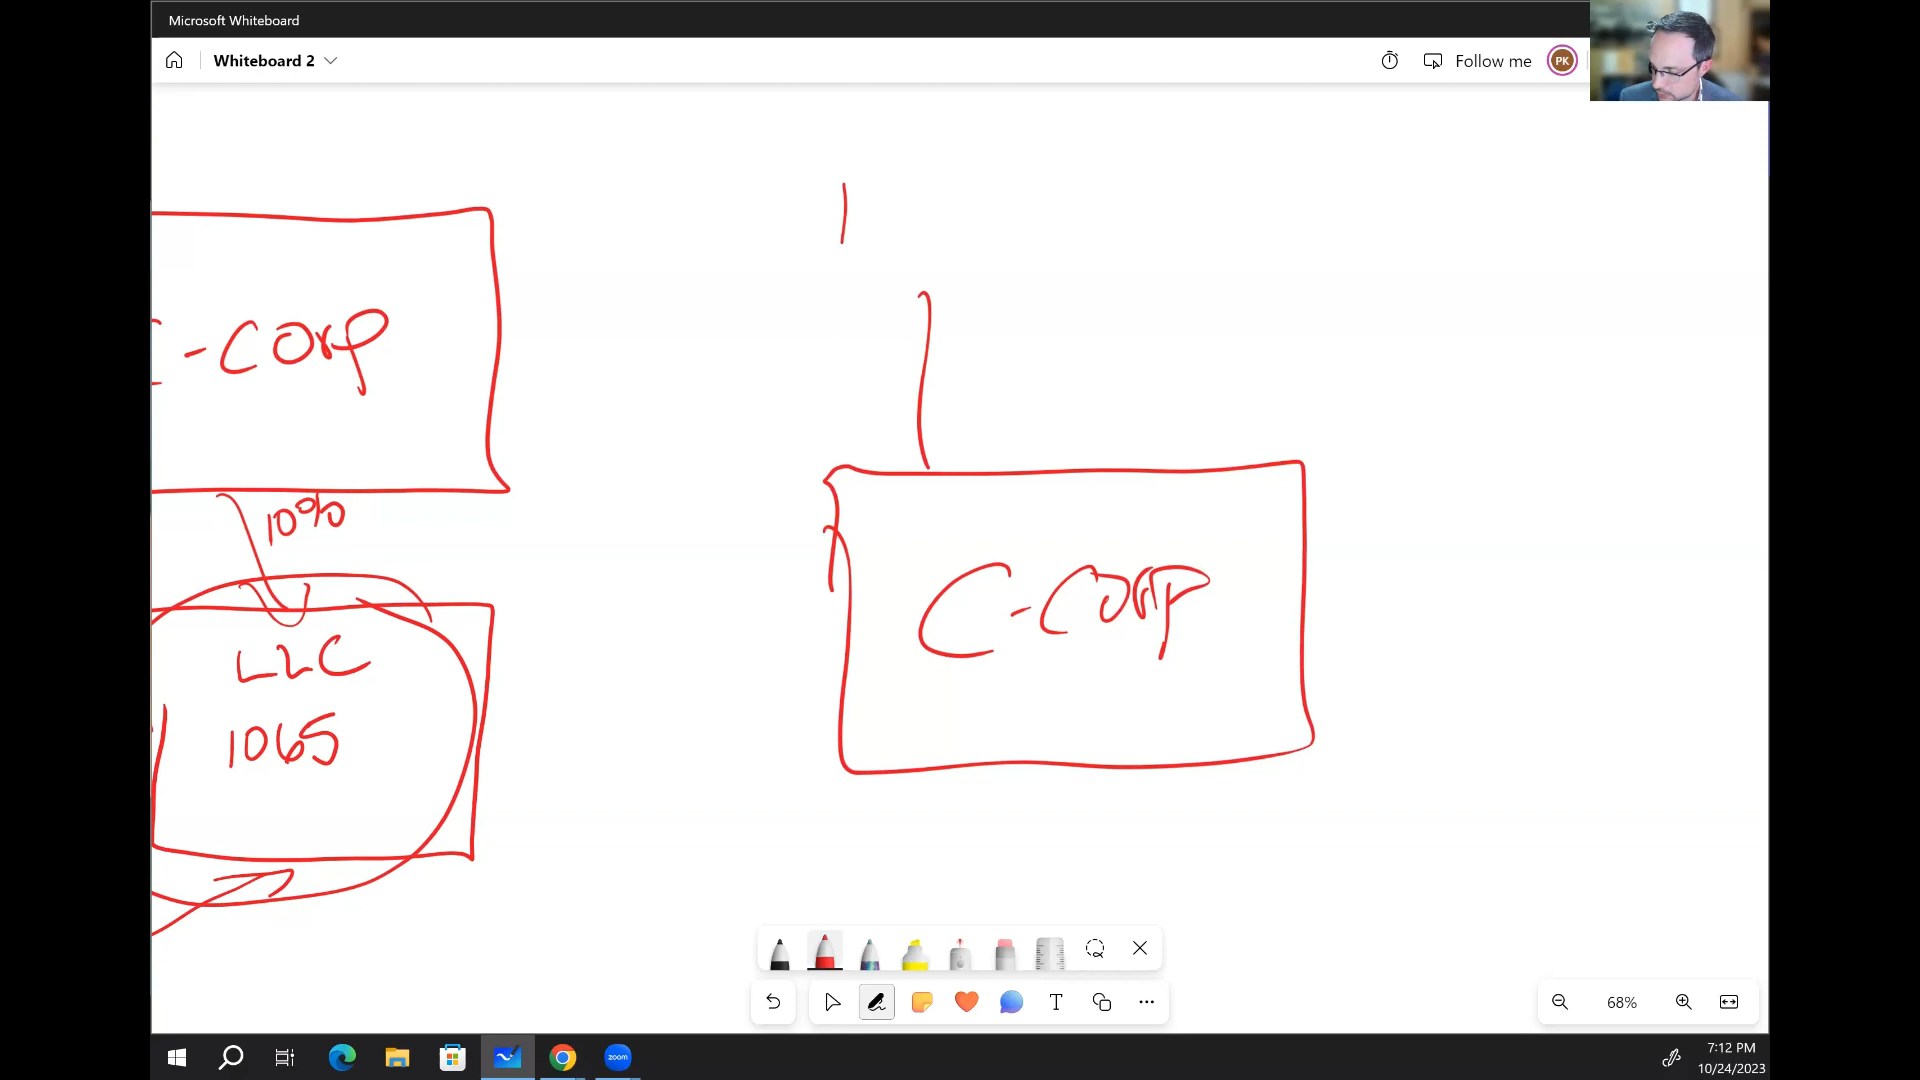 Microsoft Whiteboard
Whiteboard 2
Follow me
PK
-Corp
10%
LLC
1065
C-Corp
68%
zoom
7:12 PM
10/24/2023